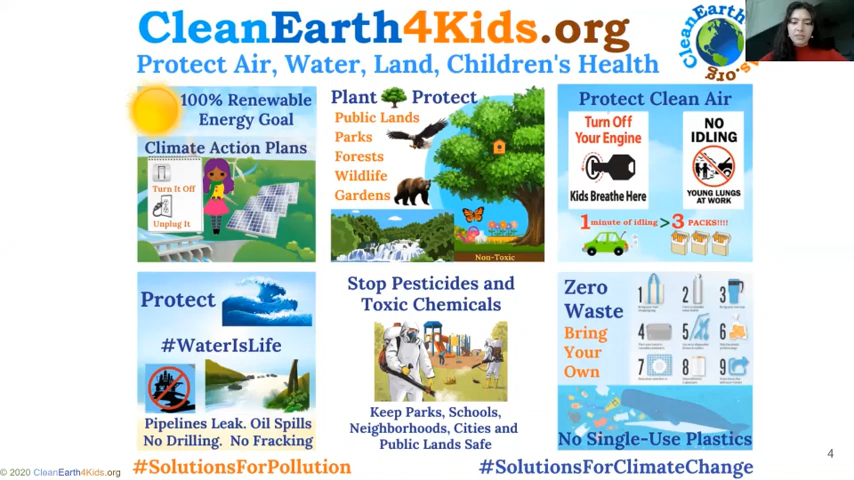 CleanEarth4Kids.org
Protect Air, Water, Land, Children's Health
CleanEarth
.org
100% Renewable
Energy Goal
Climate Action Plans
Turn It Off
Unplug It
Plant Protect
Public Lands
Parks
Forests
Wildlife
Gardens
Non-Toxic
Protect Clean Air
Turn Off
Your Engine
Kids Breathe Here
NO
IDLING
YOUNG LUNGS
AT WORK
1 minute of idling > 3 PACKS!!!!
Protect
#WaterIsLife
Pipelines Leak. Oil Spills
No Drilling. No Fracking
Stop Pesticides and
Toxic Chemicals
Keep Parks, Schools,
Neighborhoods, Cities and
Public Lands Safe
Zero
Waste
Bring
Your
Own
1 2 3
4 5 6
7 8 9
No Single-Use Plastics
#SolutionsForPollution
#SolutionsForClimateChange
© 2020 CleanEarth4Kids.org
4